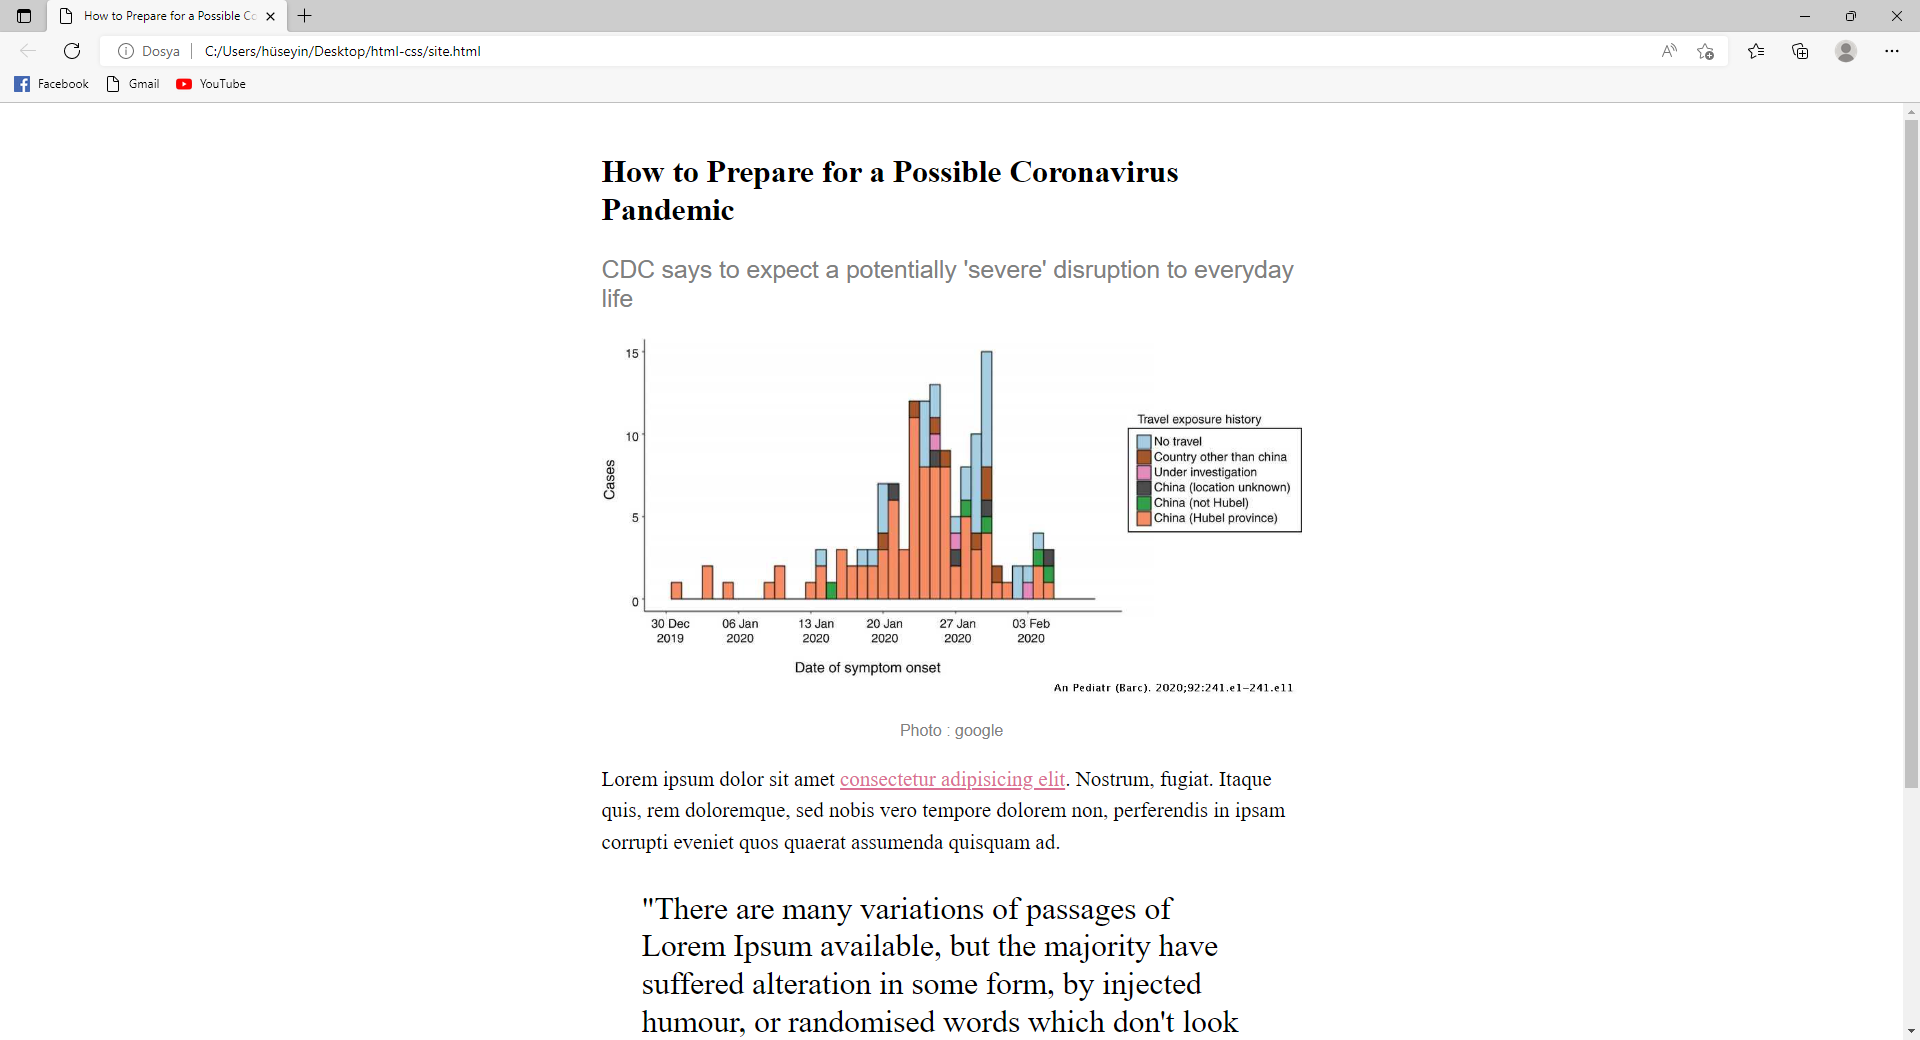 How to Prepare for a Possible Co
Dosya
C:/Users/hüseyin/Desktop/html-css/site.html
Facebook
Gmail
YouTube
How to Prepare for a Possible Coronavirus
Pandemic
CDC says to expect a potentially 'severe' disruption to everyday
life
15
10
5
0
Cases
30 Dec 06 Jan 13 Jan 20 Jan 27 Jan 03 Feb
2019 2020 2020 2020 2020 2020
Date of symptom onset
Travel exposure history
No travel
Country other than china
Under investigation
China (location unknown)
China (not Hubel)
China (Hubel province)
An Pediatr (Barc). 2020;92:241.e1–241.e11
Photo : google
Lorem ipsum dolor sit amet consectetur adipisicing elit. Nostrum, fugiat. Itaque
quis, rem doloremque, sed nobis vero tempore dolorem non, perferendis in ipsam
corrupti eveniet quos quaerat assumenda quisquam ad.
"There are many variations of passages of
Lorem Ipsum available, but the majority have
suffered alteration in some form, by injected
humour, or randomised words which don't look